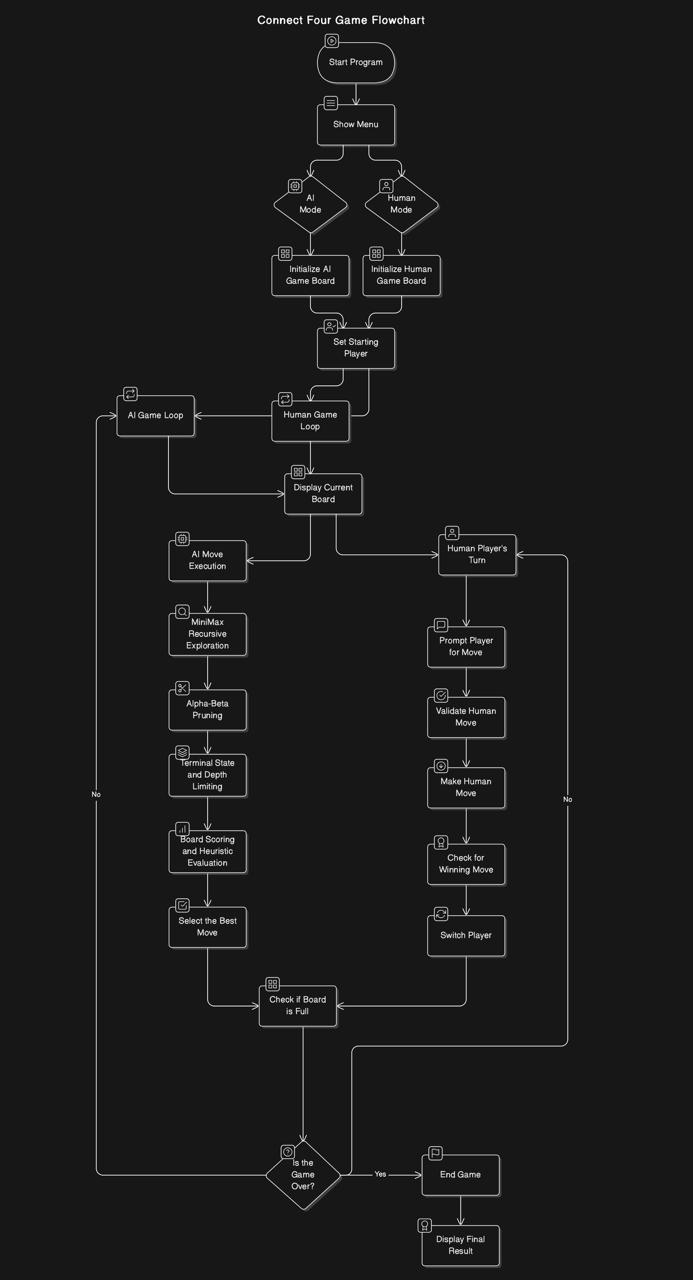 Connect Four Game Flowchart
Start Program
Show Menu
AI
Mode
Human
Mode
Initialize AI
Game Board
Initialize Human
Game Board
Set Starting
Player
AI Game Loop
Human Game
Loop
Display Current
Board
AI Move
Execution
Human Player's
Turn
MiniMax
Recursive
Exploration
Prompt Player
for Move
Alpha-Beta
Pruning
Validate Human
Move
Terminal State
and Depth
Limiting
Make Human
Move
No
No
Board Scoring
and Heuristic
Evaluation
Check for
Winning Move
Select the Best
Move
Switch Player
Check if Board
is Full
Is the
Game
Over?
Yes
End Game
Display Final
Result